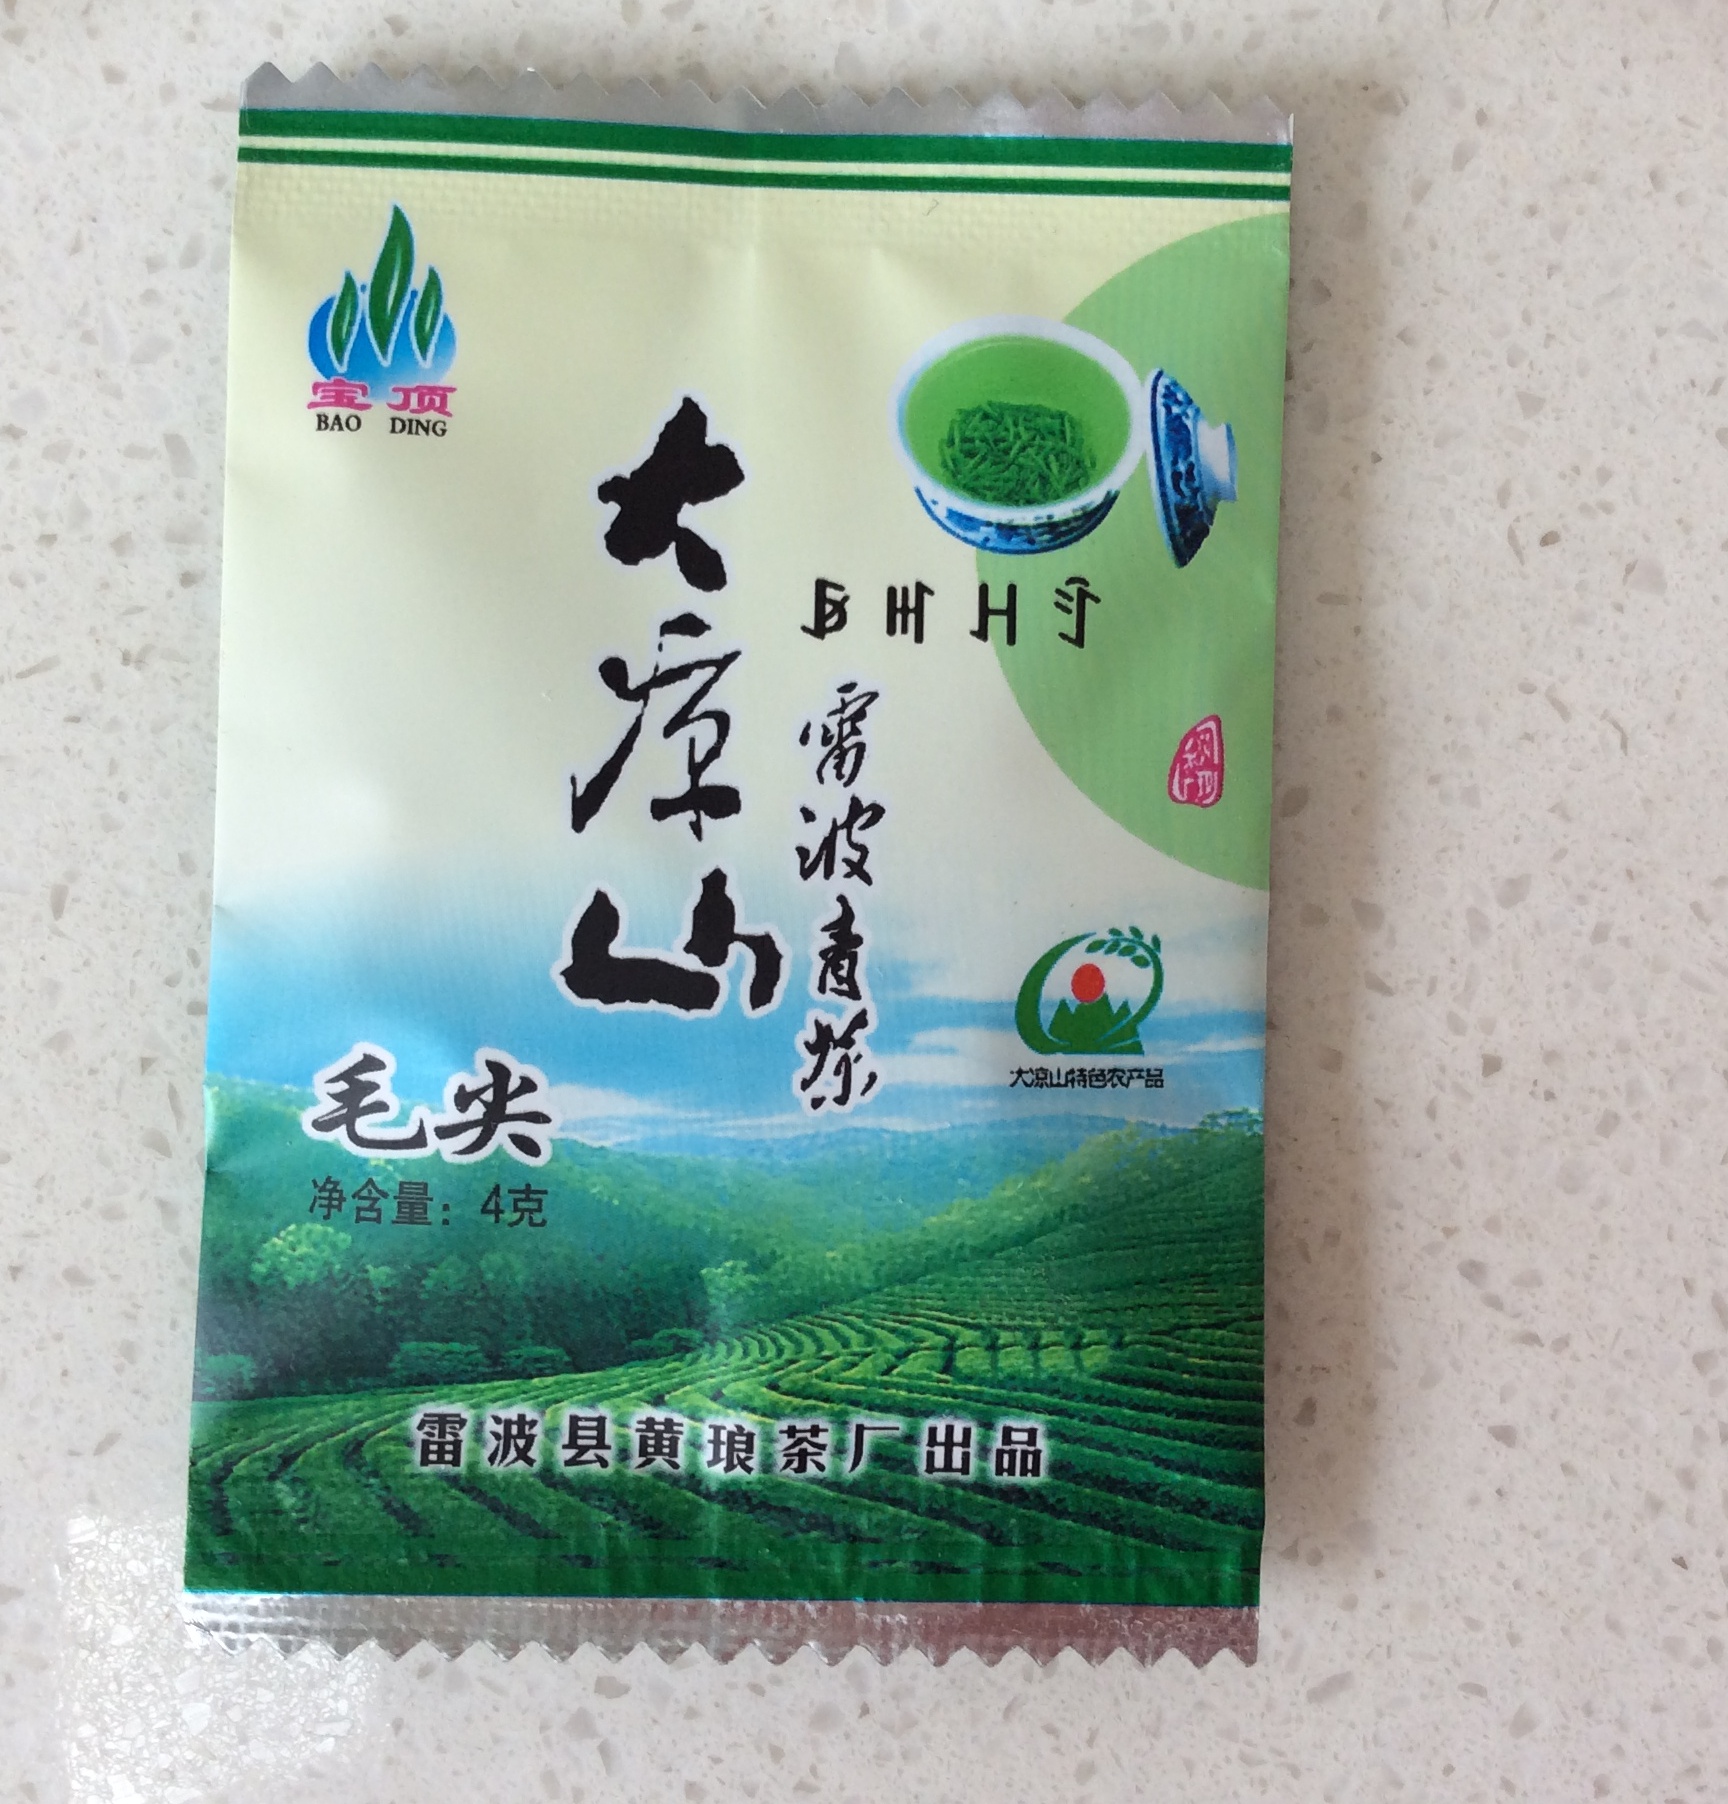 宝顶
BAO DING
大凉山
雷波青茶
大凉山特色农产品
毛尖
净含量：4克
雷波县黄琅茶厂出品